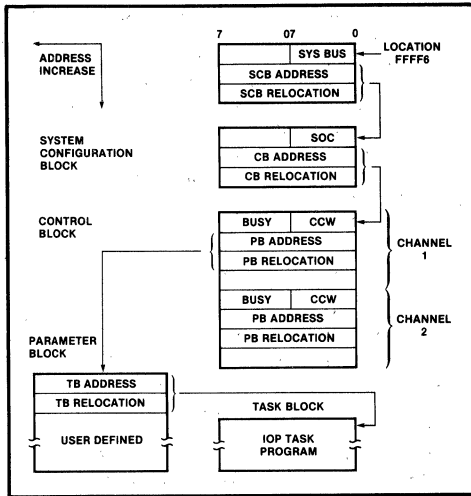 7 07 0
ADDRESS INCREASE
SYS BUS
LOCATION FFFF6
SCB ADDRESS
SCB RELOCATION
SYSTEM CONFIGURATION BLOCK
SOC
CB ADDRESS
CB RELOCATION
CONTROL BLOCK
BUSY CCW
PB ADDRESS
PB RELOCATION
CHANNEL 1
BUSY CCW
PB ADDRESS
PB RELOCATION
CHANNEL 2
PARAMETER BLOCK
TB ADDRESS
TB RELOCATION
USER DEFINED
TASK BLOCK
IOP TASK PROGRAM